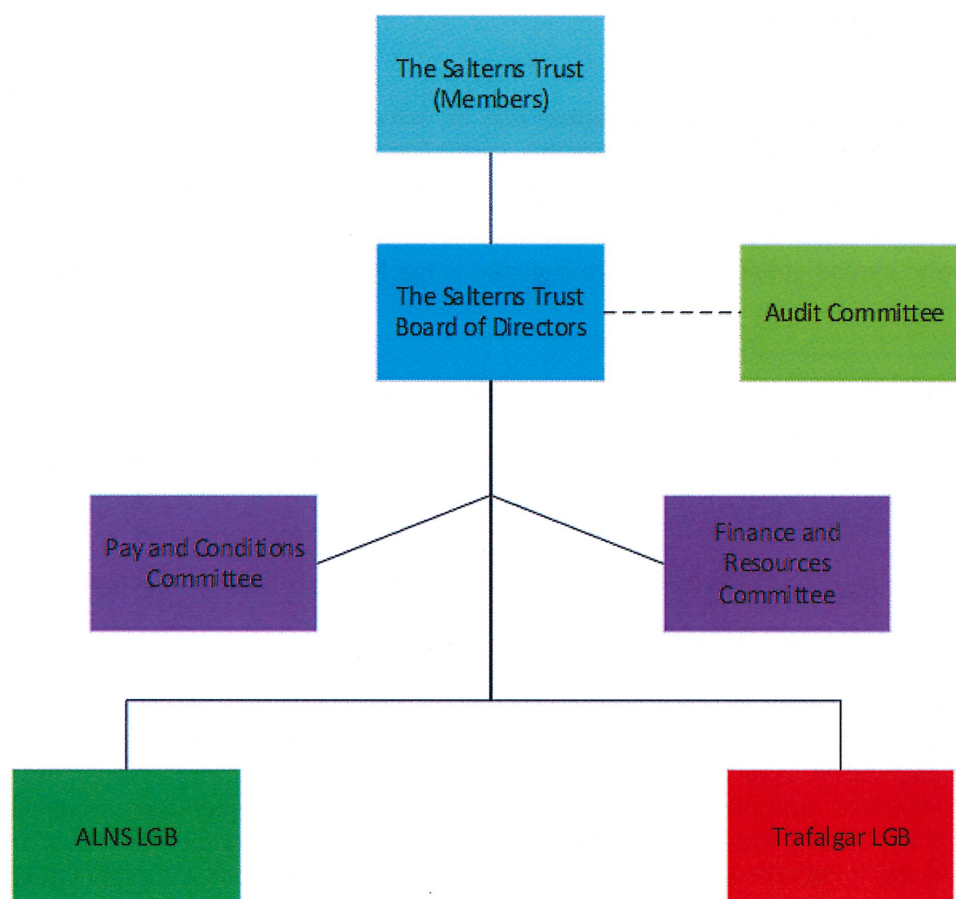 The Salterns Trust
(Members)
The Salterns Trust
Board of Directors
Audit Committee
Pay and Conditions
Committee
Finance and
Resources
Committee
ALNS LGB
Trafalgar LGB